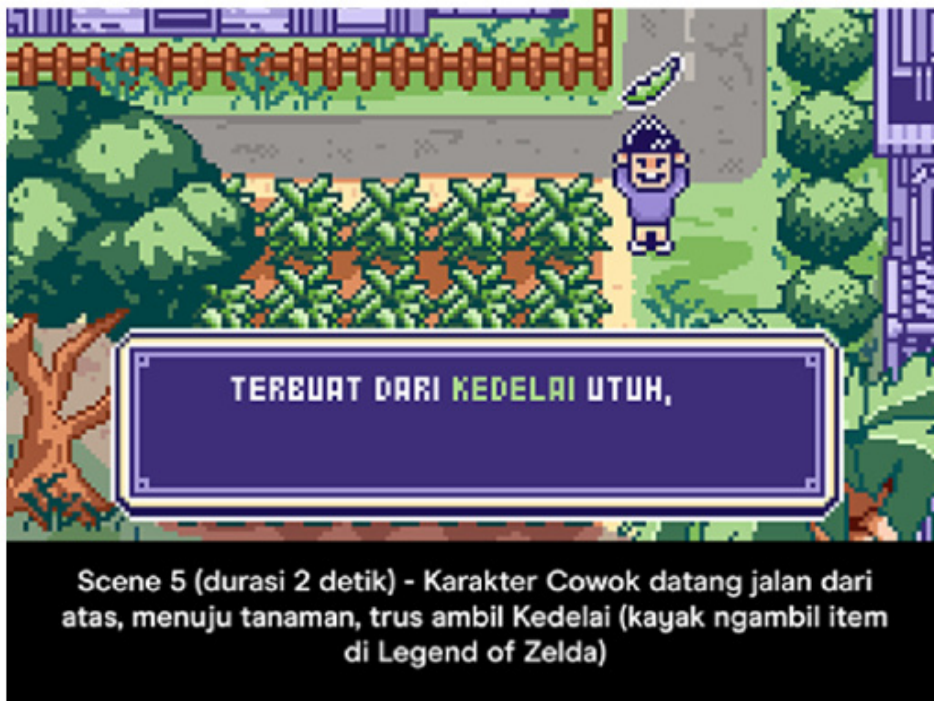 TERBUAT DARI KEDELAI UTUH,
Scene 5 (durasi 2 detik) - Karakter Cowok datang jalan dari
atas, menuju tanaman, trus ambil Kedelai (kayak ngambil item
di Legend of Zelda)